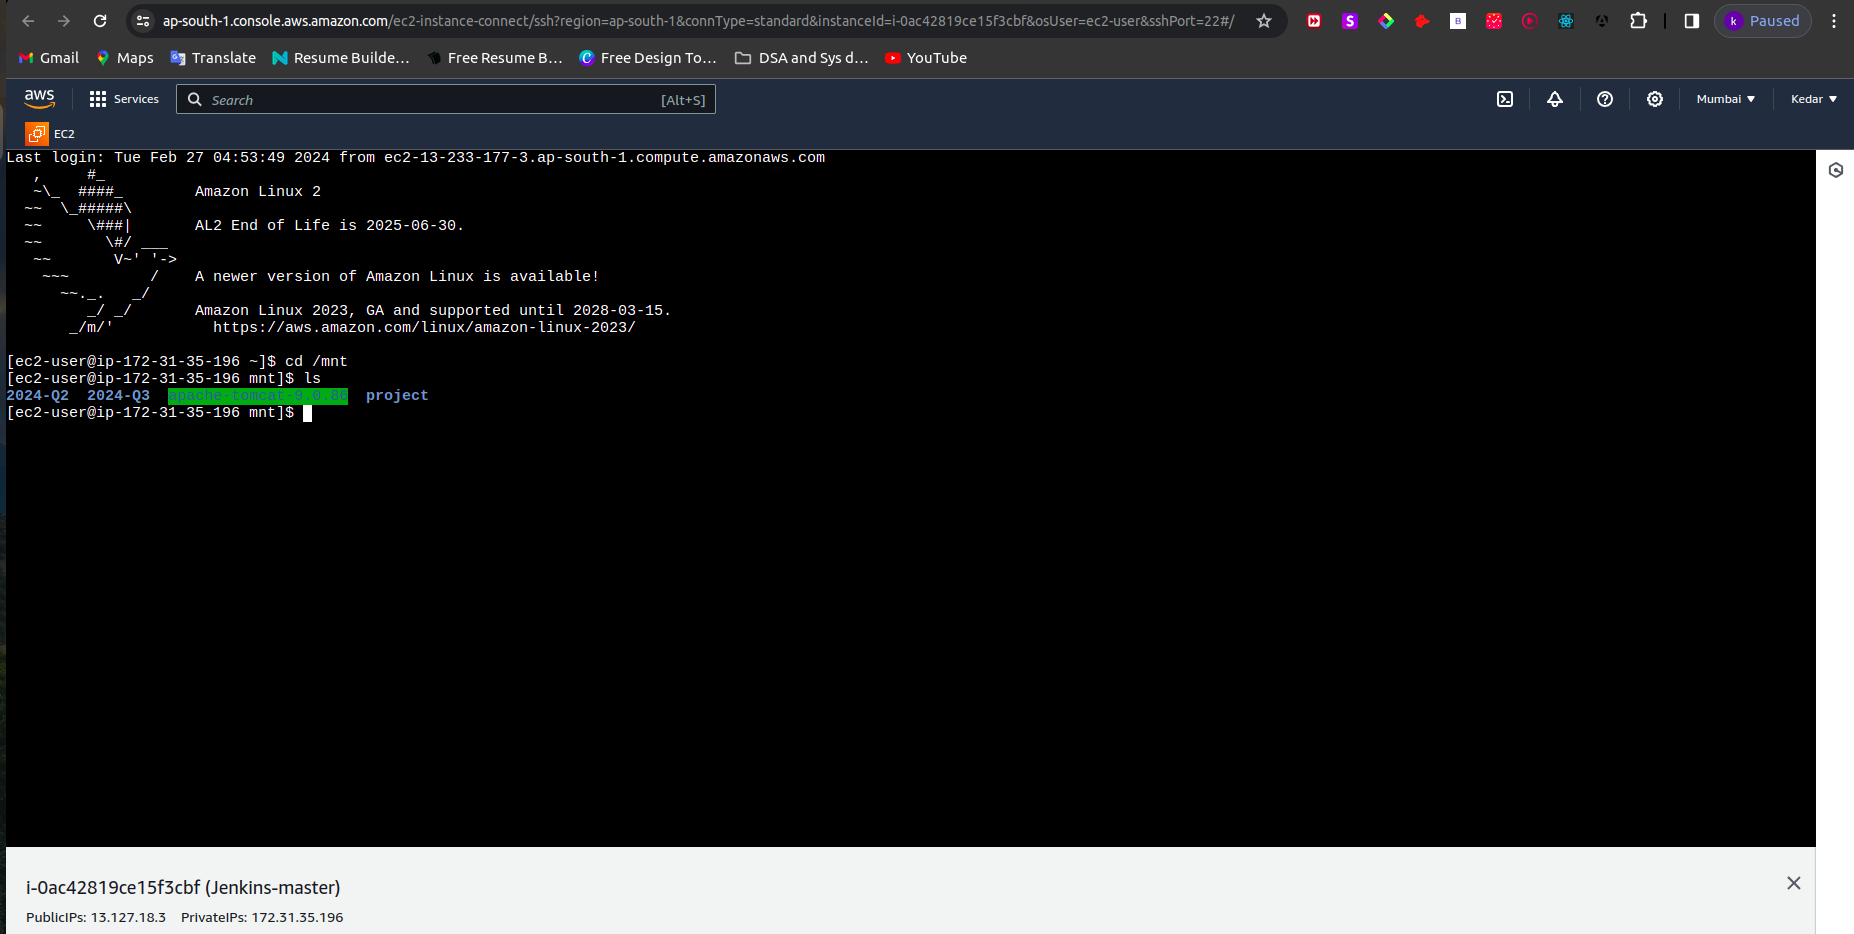 ap-south-1.console.aws.amazon.com/ec2-instance-connect/ssh?region=ap-south-1&connType=standard&instanceId=i-0ac42819ce15f3cbf&osUser=ec2-user&sshPort=22#/
k Paused
Gmail Maps Translate Resume Builde... Free Resume B... Free Design To... DSA and Sys d... YouTube
aws Services Search [Alt+S] Mumbai Kedar
EC2
Last login: Tue Feb 27 04:53:49 2024 from ec2-13-233-177-3.ap-south-1.compute.amazonaws.com
   ,     #_
   ~\_  ####_        Amazon Linux 2
  ~~  \_#####\
  ~~     \###|       AL2 End of Life is 2025-06-30.
  ~~       \#/ ___
   ~~       V~' '->
    ~~~         /    A newer version of Amazon Linux is available!
      ~~._.   _/
         _/ _/       Amazon Linux 2023, GA and supported until 2028-03-15.
       _/m/'           https://aws.amazon.com/linux/amazon-linux-2023/
[ec2-user@ip-172-31-35-196 ~]$ cd /mnt
[ec2-user@ip-172-31-35-196 mnt]$ ls
2024-Q2  2024-Q3  apache-tomcat-9.0.86  project
[ec2-user@ip-172-31-35-196 mnt]$
i-0ac42819ce15f3cbf (Jenkins-master)
PublicIPs: 13.127.18.3 PrivateIPs: 172.31.35.196